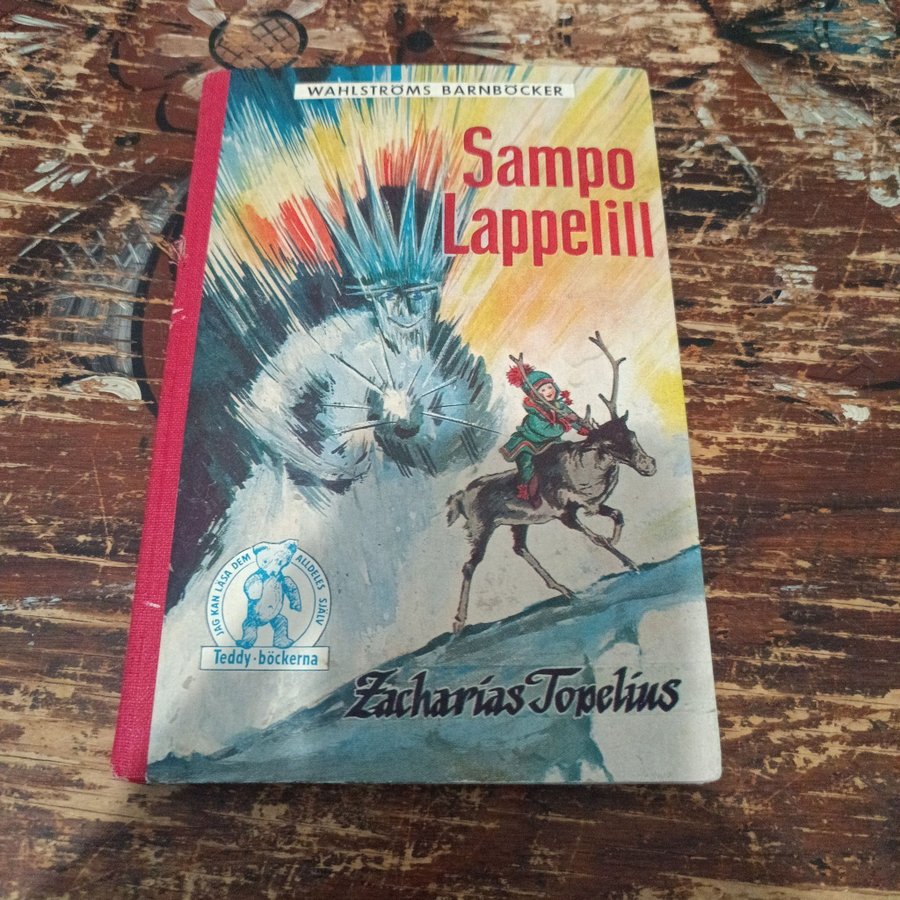 WAHLSTRÖMS BARNBÖCKER
Sampo
Lappelill
JAG KAN LÄSA DEM ALLDELES SJÄLV
Teddy-böckerna
Zacharias Topelius